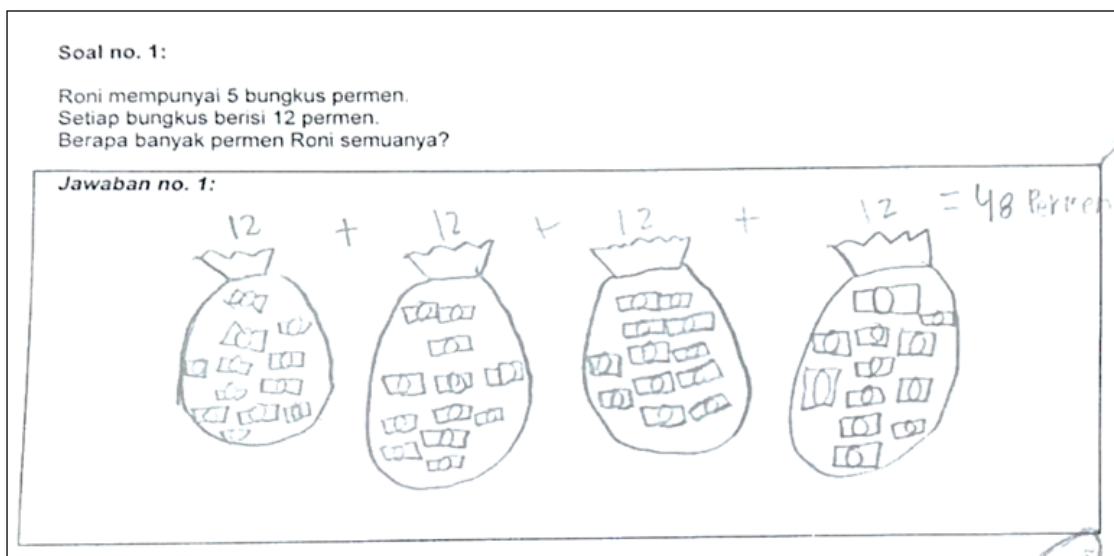 Soal no. 1:
Roni mempunyai 5 bungkus permen.
Setiap bungkus berisi 12 permen.
Berapa banyak permen Roni semuanya?
Jawaban no. 1:
12 + 12 + 12 + 12 = 48 Permen